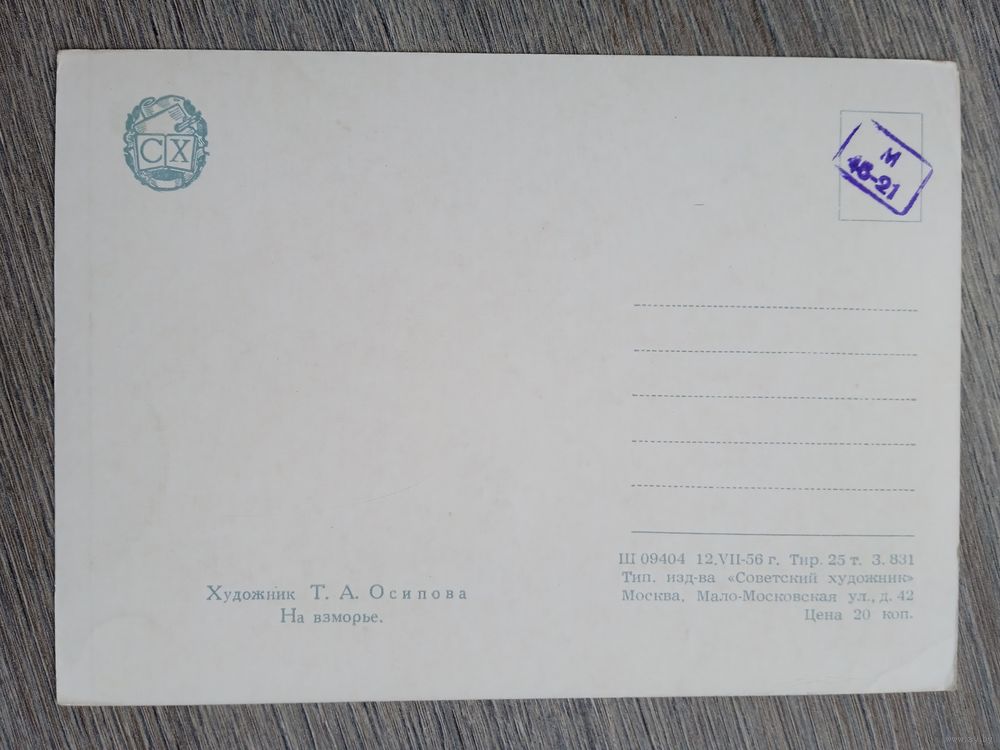 СХ
М
45-21
Ш 09404 12.VII-56 г. Тир. 25 т. З. 831
Тип. изд-ва «Советский художник»
Москва, Мало-Московская ул., д. 42
Цена 20 коп.
Художник Т. А. Осипова
На взморье.